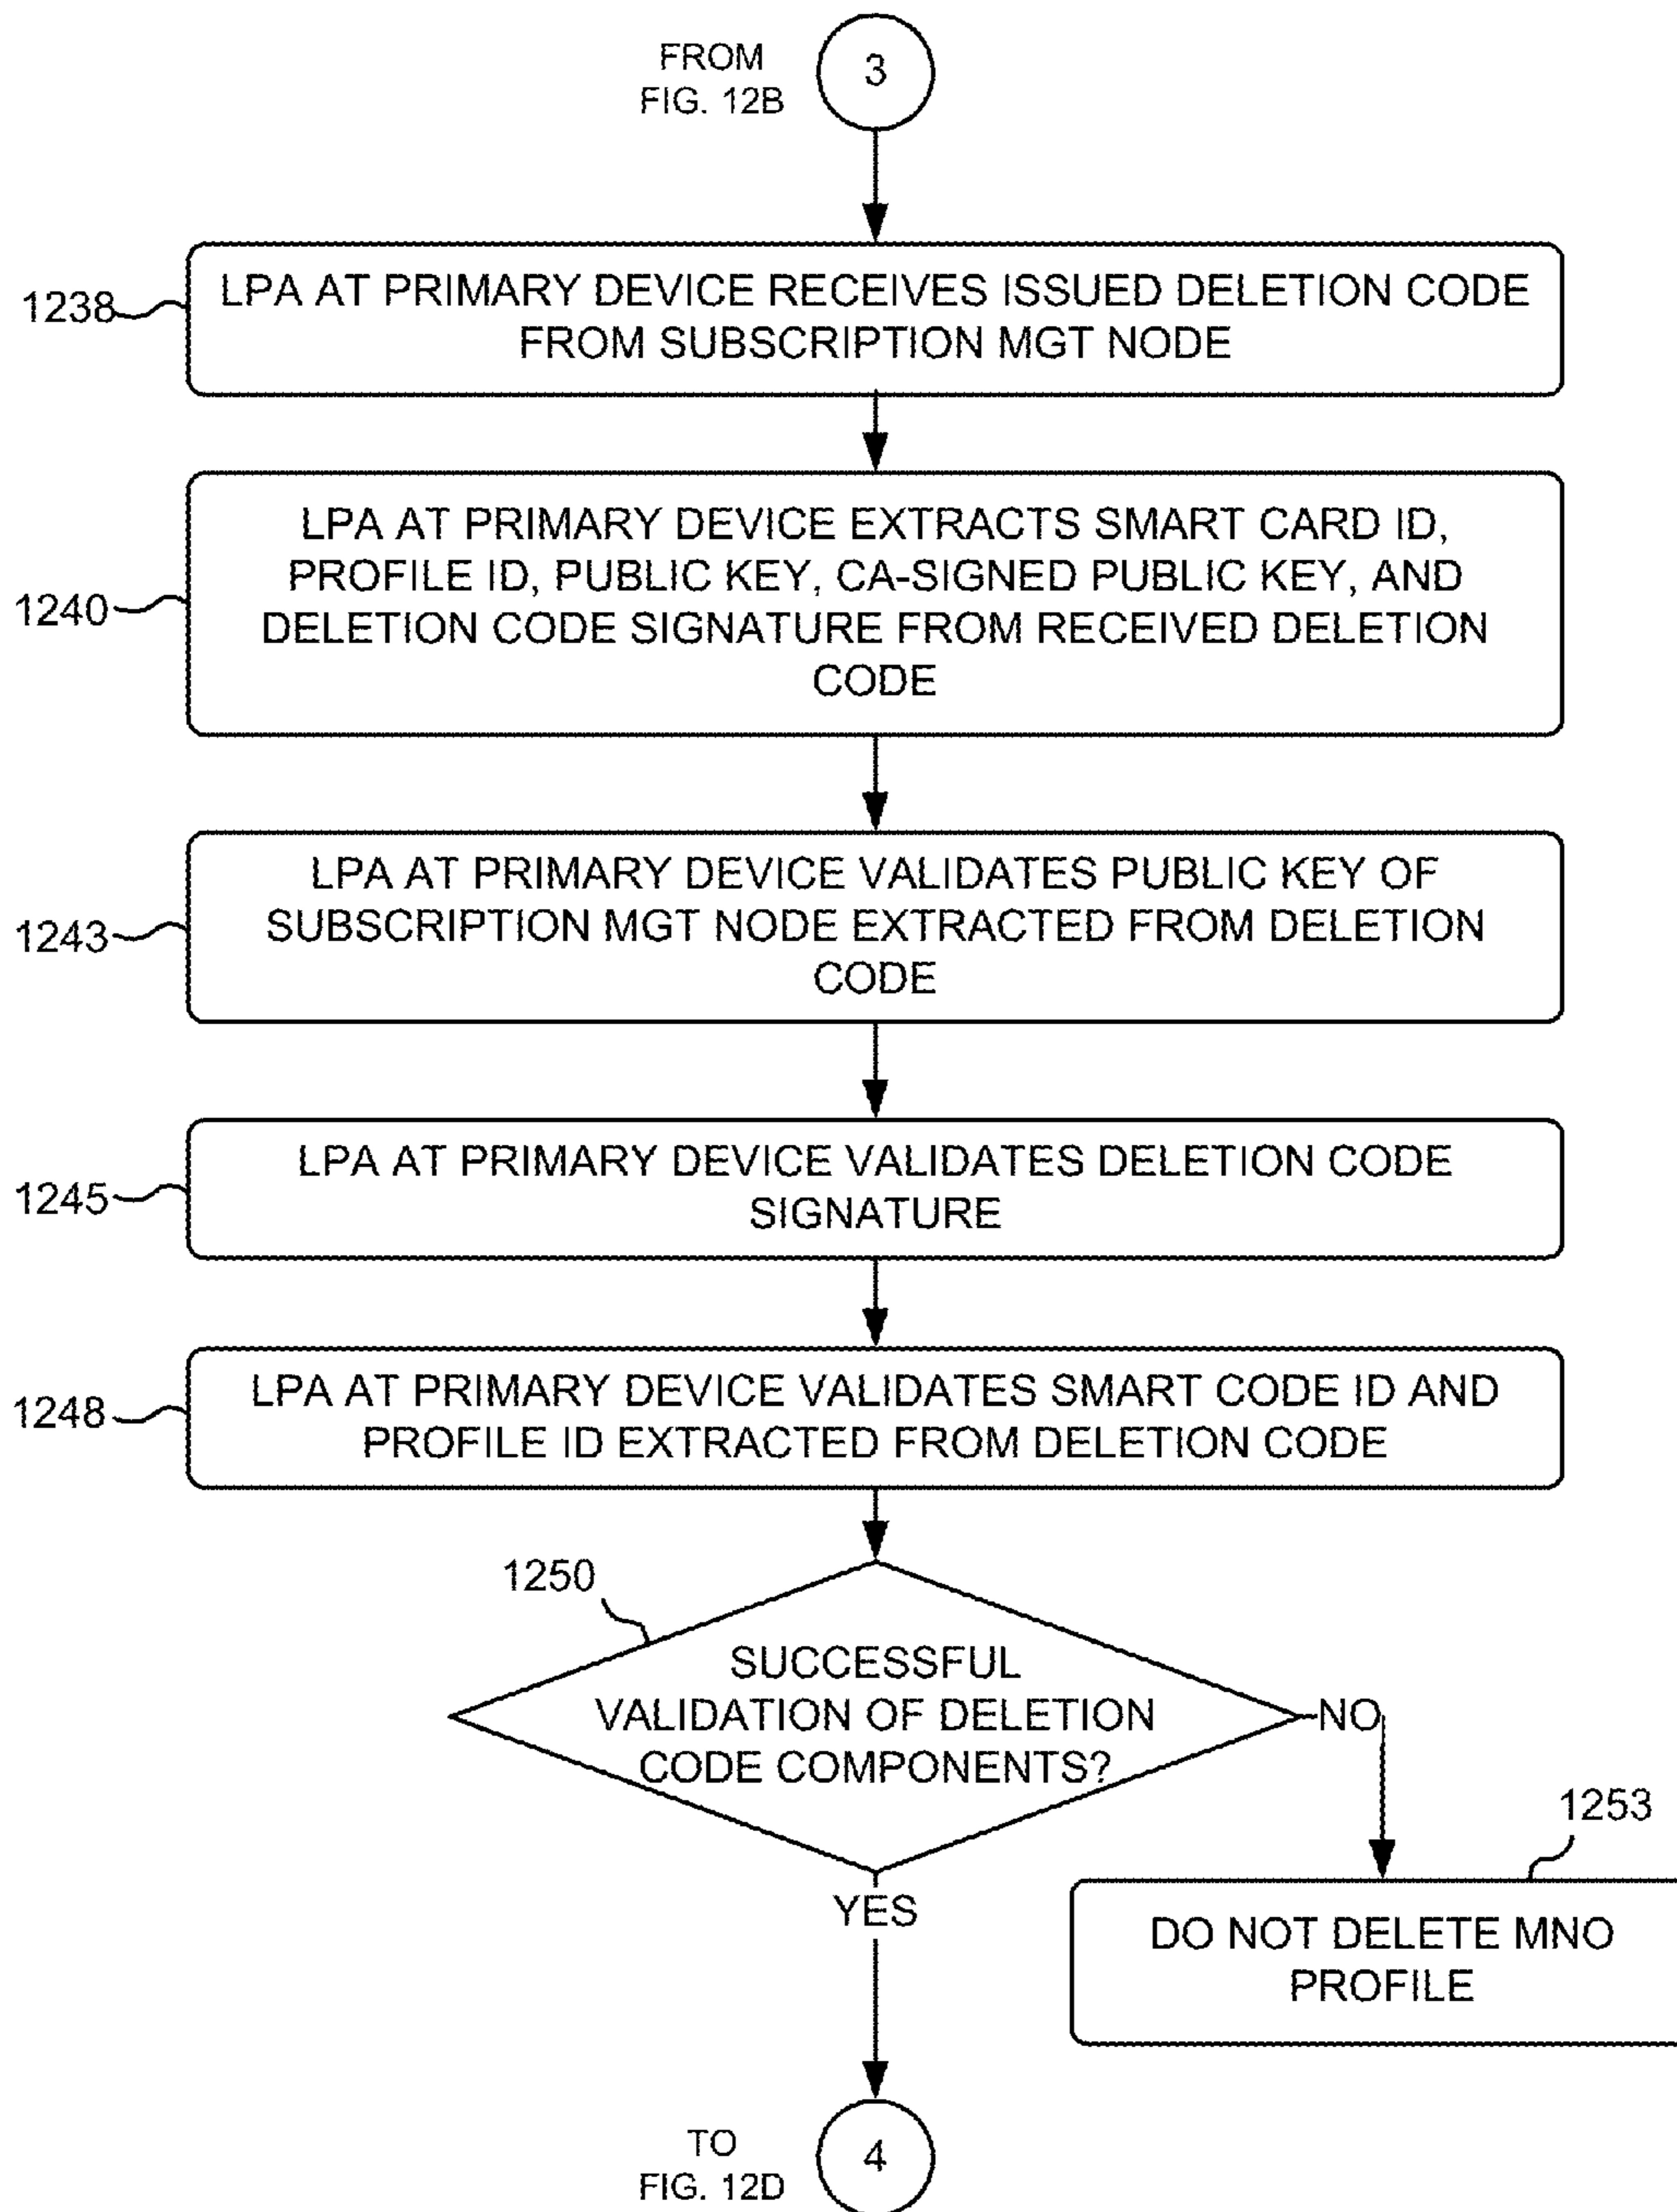 FROM
FIG. 12B
3
1238
LPA AT PRIMARY DEVICE RECEIVES ISSUED DELETION CODE
FROM SUBSCRIPTION MGT NODE
1240
LPA AT PRIMARY DEVICE EXTRACTS SMART CARD ID,
PROFILE ID, PUBLIC KEY, CA-SIGNED PUBLIC KEY, AND
DELETION CODE SIGNATURE FROM RECEIVED DELETION
CODE
1243
LPA AT PRIMARY DEVICE VALIDATES PUBLIC KEY OF
SUBSCRIPTION MGT NODE EXTRACTED FROM DELETION
CODE
1245
LPA AT PRIMARY DEVICE VALIDATES DELETION CODE
SIGNATURE
1248
LPA AT PRIMARY DEVICE VALIDATES SMART CODE ID AND
PROFILE ID EXTRACTED FROM DELETION CODE
1250
SUCCESSFUL
VALIDATION OF DELETION
CODE COMPONENTS?
NO
1253
DO NOT DELETE MNO
PROFILE
YES
TO
FIG. 12D
4